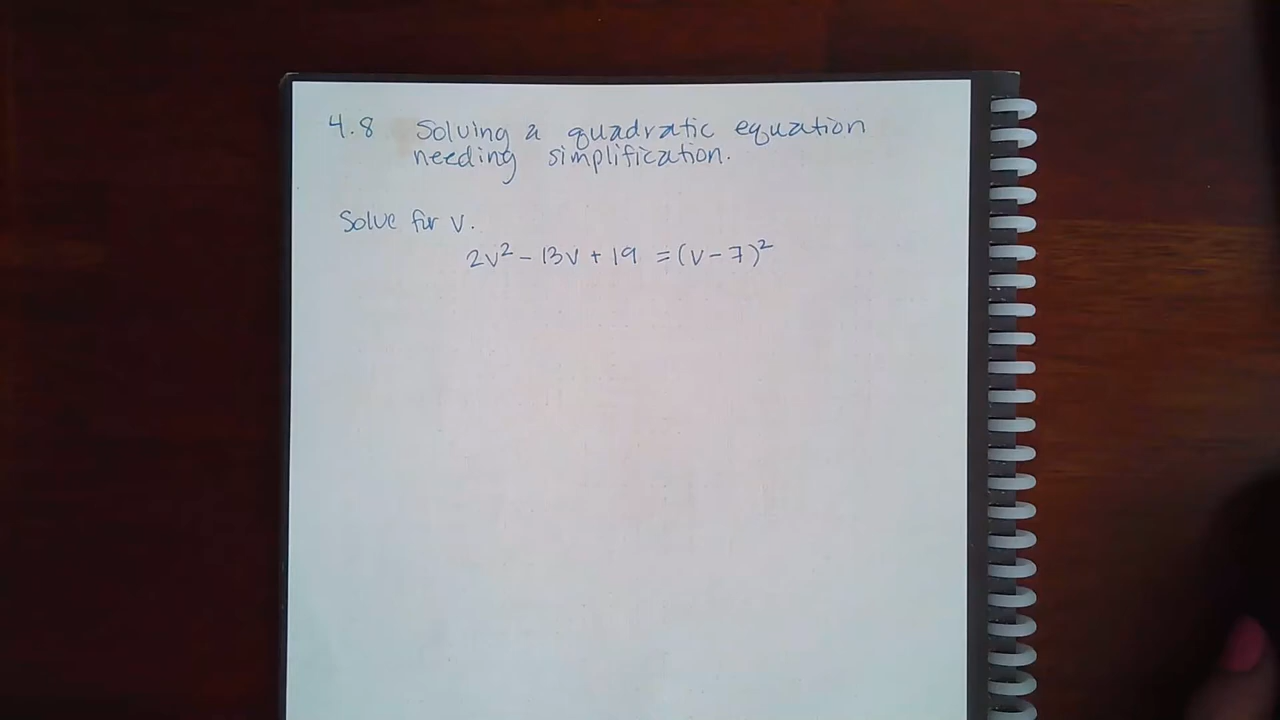 4.8 Solving a quadratic equation
needing simplification.
Solve for v.
2v² - 13v + 19 = (v - 7)²